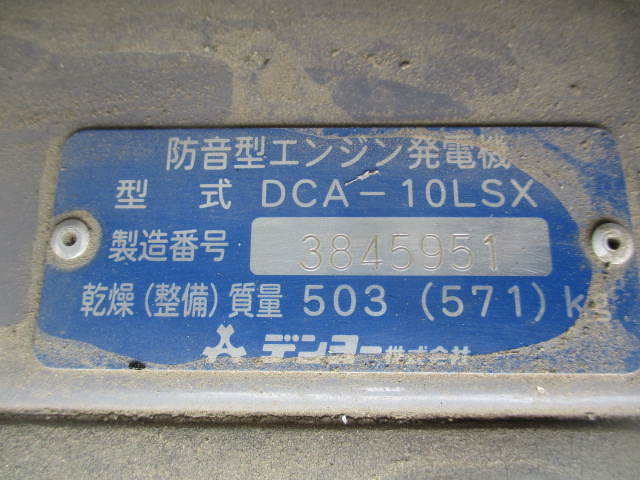 防音型エンジン発電機
型 式 DCA-10LSX
製造番号 3845951
乾燥(整備)質量 503 (571) kg
デンヨー株式会社